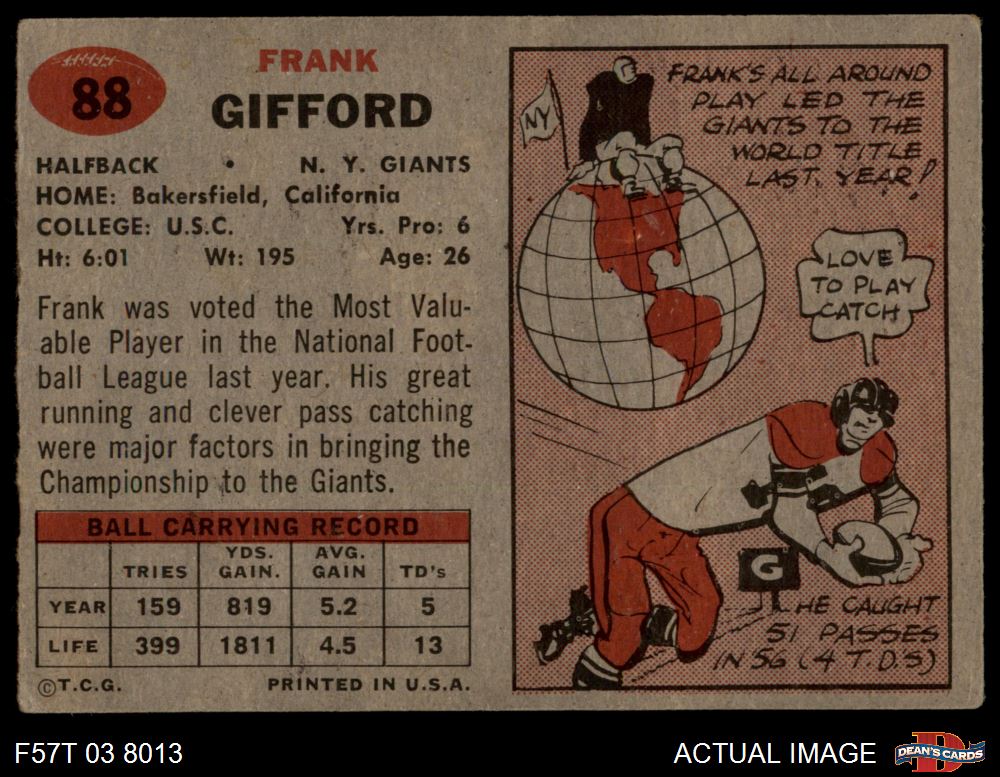 88
FRANK
GIFFORD
HALFBACK • N. Y. GIANTS
HOME: Bakersfield, California
COLLEGE: U.S.C. Yrs. Pro: 6
Ht: 6:01 Wt: 195 Age: 26
Frank was voted the Most Valu-
able Player in the National Foot-
ball League last year. His great
running and clever pass catching
were major factors in bringing the
Championship to the Giants.
BALL CARRYING RECORD
TRIES YDS. GAIN. AVG. GAIN TD's
YEAR 159 819 5.2 5
LIFE 399 1811 4.5 13
©T.C.G. PRINTED IN U.S.A.
NY
FRANK'S ALL AROUND
PLAY LED THE
GIANTS TO THE
WORLD TITLE
LAST YEAR!
LOVE
TO PLAY
CATCH
G
HE CAUGHT
51 PASSES
IN 56 (4 T.D.S)
F57T 03 8013 ACTUAL IMAGE
D
DEAN'S CARDS